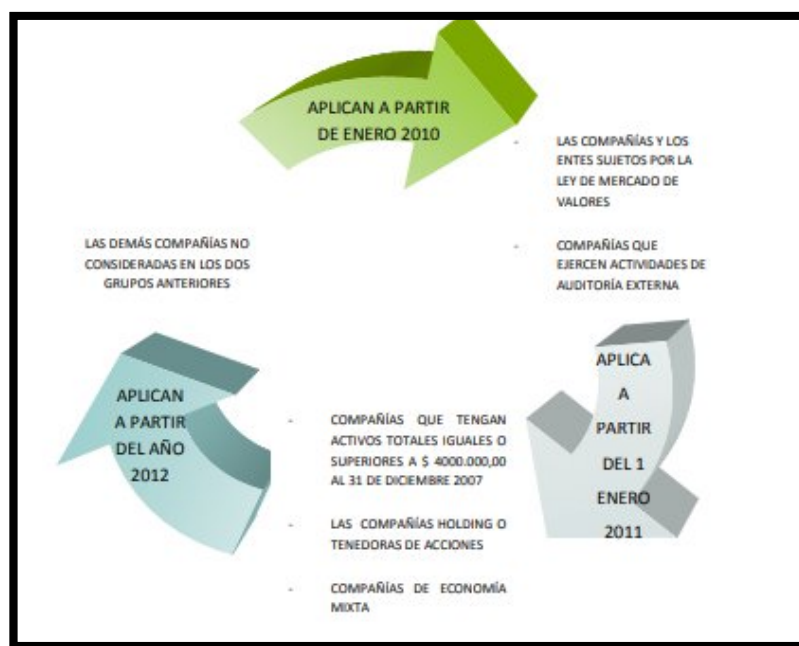 APLICAN A PARTIR
DE ENERO 2010
- LAS COMPAÑÍAS Y LOS
ENTES SUJETOS POR LA
LEY DE MERCADO DE
VALORES
- COMPAÑÍAS QUE
EJERCEN ACTIVIDADES DE
AUDITORÍA EXTERNA
APLICA
A
PARTIR
DEL 1
ENERO
2011
- COMPAÑÍAS QUE TENGAN
ACTIVOS TOTALES IGUALES O
SUPERIORES A $ 4000.000,00
AL 31 DE DICIEMBRE 2007
- LAS COMPAÑÍAS HOLDING O
TENEDORAS DE ACCIONES
- COMPAÑÍAS DE ECONOMÍA
MIXTA
APLICAN
A PARTIR
DEL AÑO
2012
LAS DEMÁS COMPAÑÍAS NO
CONSIDERADAS EN LOS DOS
GRUPOS ANTERIORES